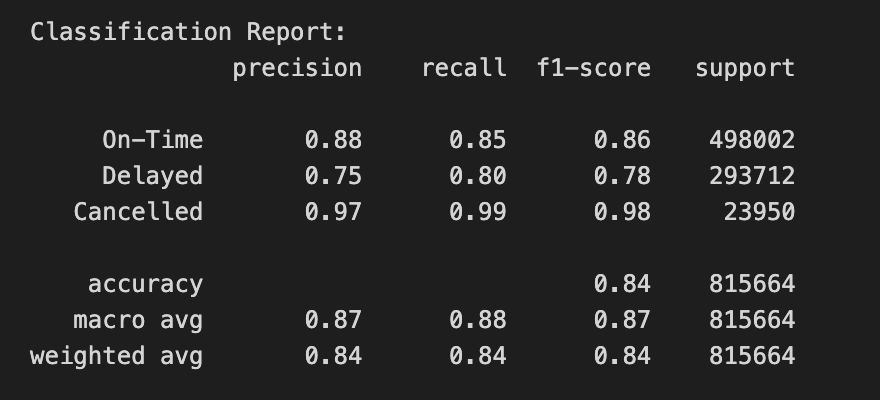 Classification Report:
precision recall f1-score support
On-Time 0.88 0.85 0.86 498002
Delayed 0.75 0.80 0.78 293712
Cancelled 0.97 0.99 0.98 23950
accuracy 0.84 815664
macro avg 0.87 0.88 0.87 815664
weighted avg 0.84 0.84 0.84 815664